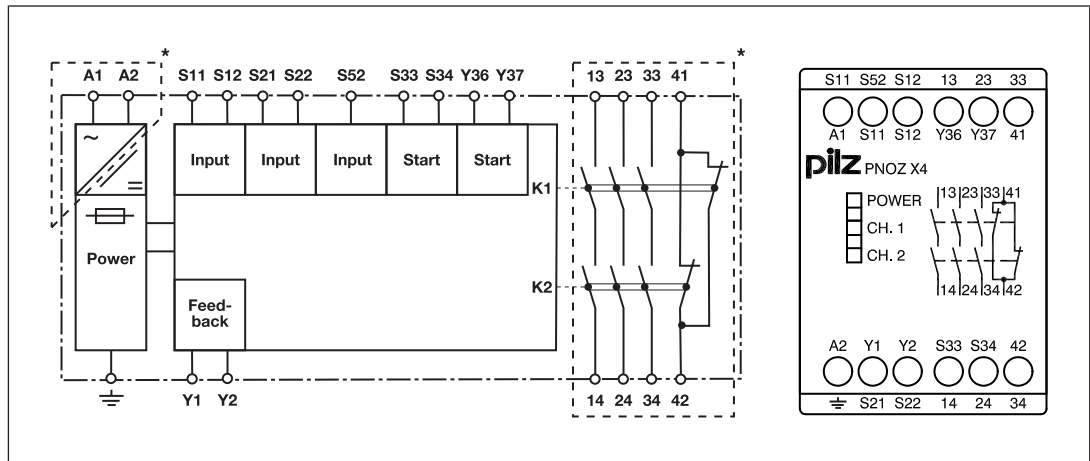 * *
A1 A2 S11 S12 S21 S22 S52 S33 S34 Y36 Y37 13 23 33 41
~
=
Input Input Input Start Start
K1
Power
K2
Feed-
back
Y1 Y2 14 24 34 42
S11 S52 S12 13 23 33
A1 S11 S12 Y36 Y37 41
pilz PNOZ X4
POWER
CH. 1
CH. 2
13 23 33 41
14 24 34 42
A2 Y1 Y2 S33 S34 42
S21 S22 14 24 34